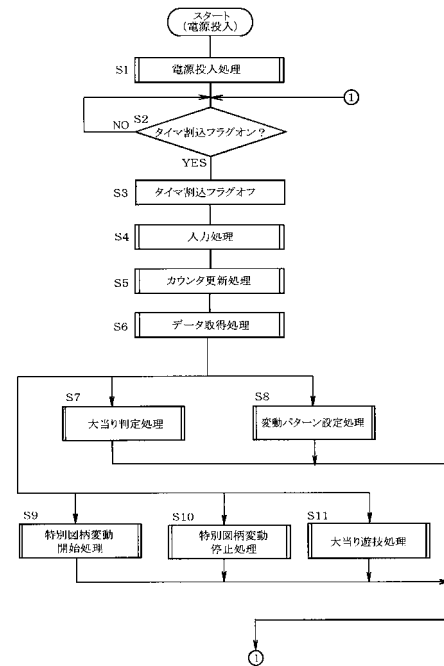 スタート
(電源投入)
S1
電源投入処理
①
S2
NO
タイマ割込フラグオン？
YES
S3
タイマ割込フラグオフ
S4
入力処理
S5
カウンタ更新処理
S6
データ取得処理
S7
大当り判定処理
S8
変動パターン設定処理
S9
特別図柄変動
開始処理
S10
特別図柄変動
停止処理
S11
大当り遊技処理
①